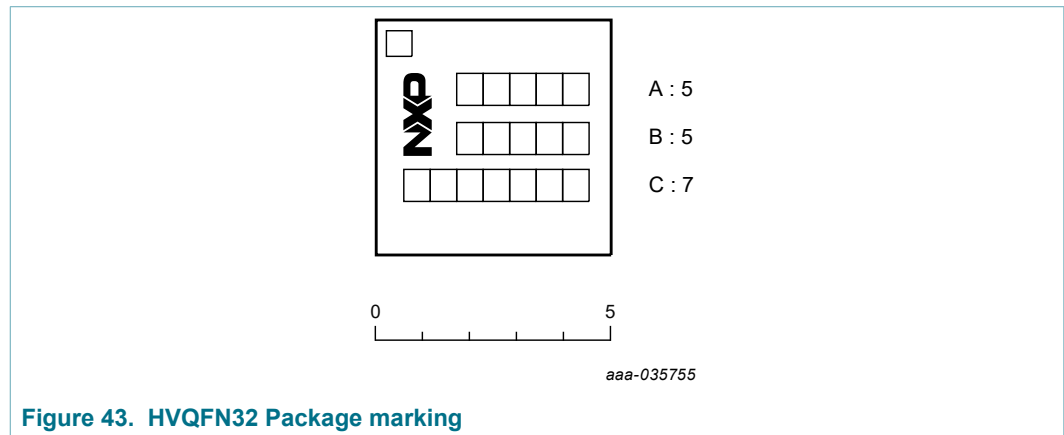 NXP
A : 5
B : 5
C : 7
0 5
aaa-035755
Figure 43. HVQFN32 Package marking